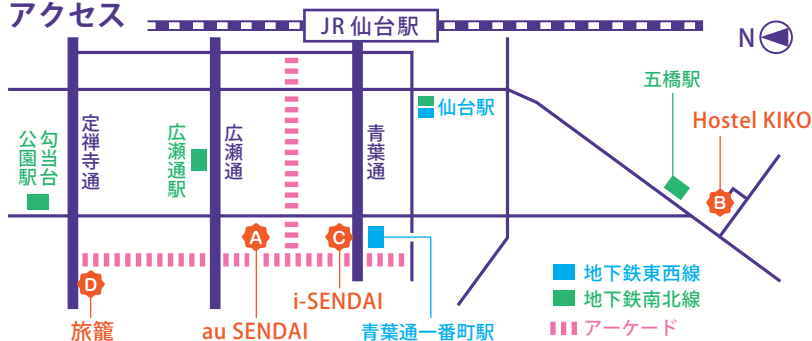 アクセス
JR 仙台駅
N
五橋駅
仙台駅
Hostel KIKO
勾当台
公園駅
定禅寺通
広瀬通駅
広瀬通
青葉通
A
B
C
D
地下鉄東西線
地下鉄南北線
アーケード
i-SENDAI
旅籠
au SENDAI
青葉通一番町駅